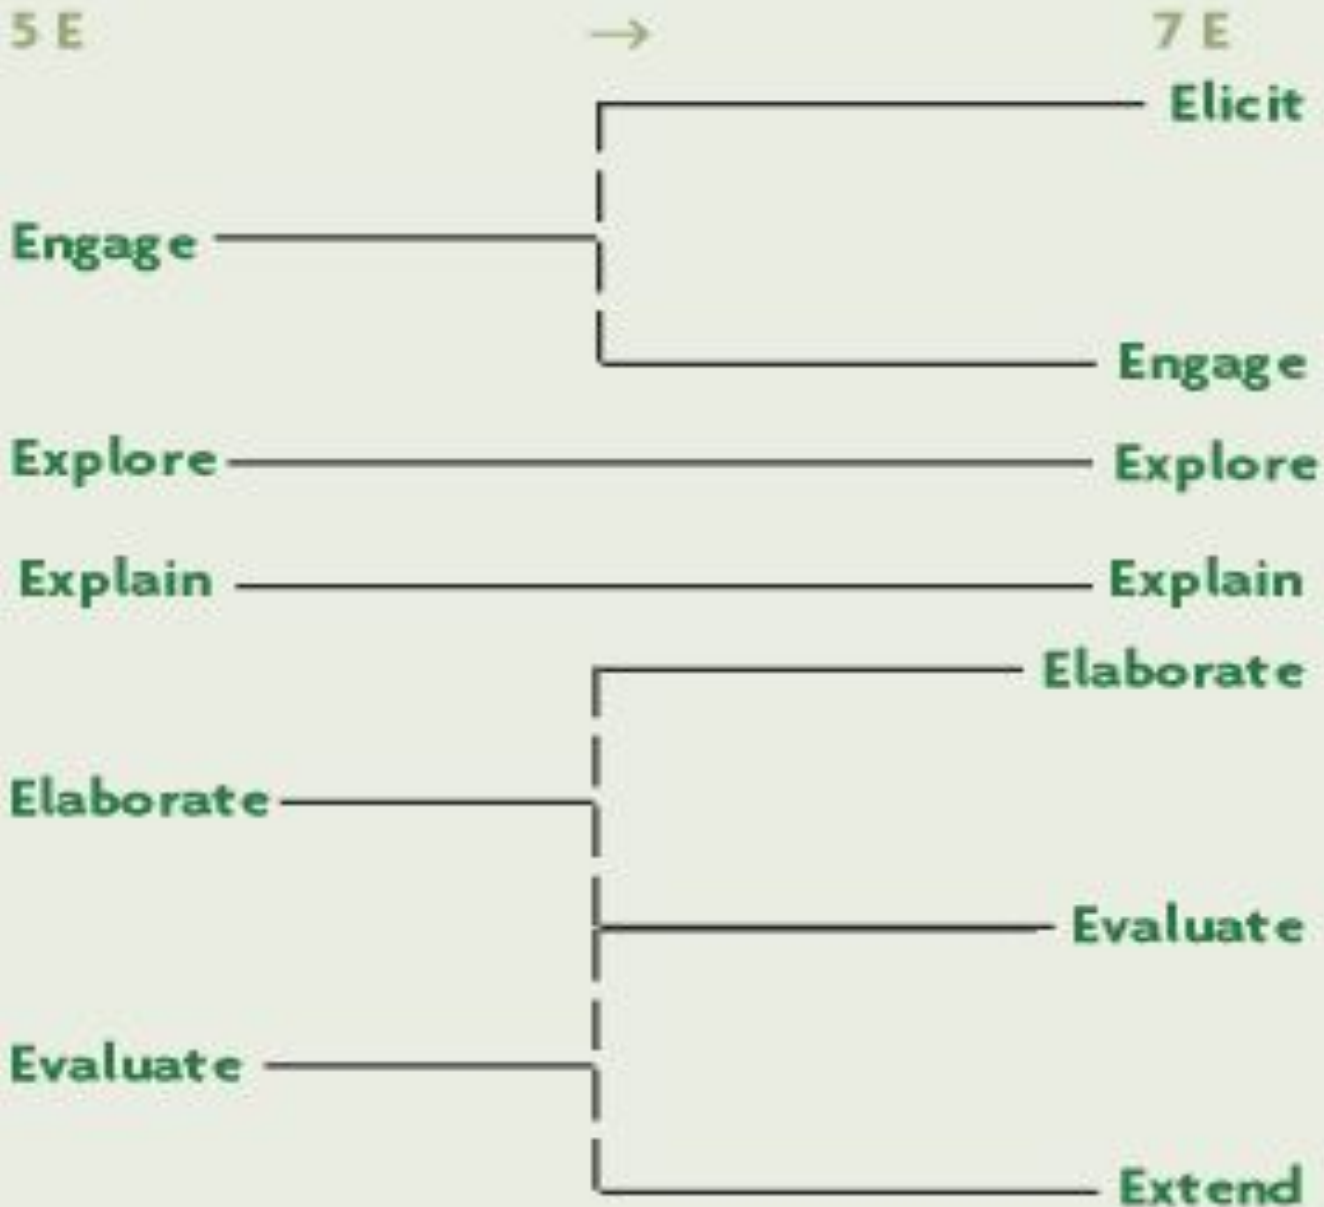 5 E → 7 E
Elicit
Engage
Engage
Explore Explore
Explain Explain
Elaborate
Elaborate
Evaluate
Evaluate
Extend